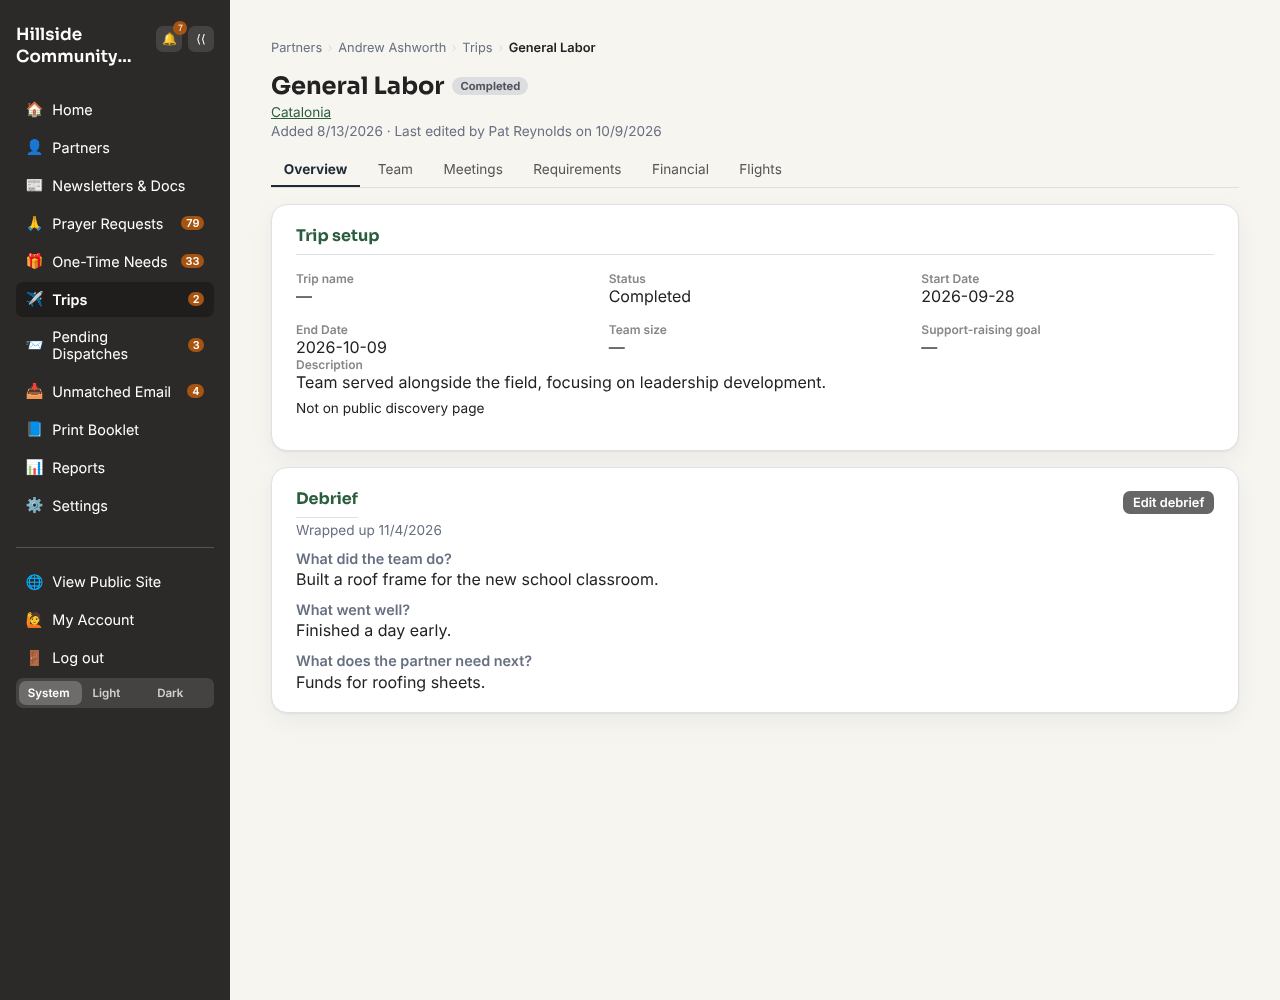 Hillside
Community...
7
⟨⟨
Home
Partners
Newsletters & Docs
Prayer Requests 79
One-Time Needs 33
Trips 2
Pending
Dispatches 3
Unmatched Email 4
Print Booklet
Reports
Settings
View Public Site
My Account
Log out
System Light Dark
Partners › Andrew Ashworth › Trips › General Labor
General Labor Completed
Catalonia
Added 8/13/2026 · Last edited by Pat Reynolds on 10/9/2026
Overview Team Meetings Requirements Financial Flights
Trip setup
Trip name Status Start Date
— Completed 2026-09-28
End Date Team size Support-raising goal
2026-10-09 — —
Description
Team served alongside the field, focusing on leadership development.
Not on public discovery page
Debrief Edit debrief
Wrapped up 11/4/2026
What did the team do?
Built a roof frame for the new school classroom.
What went well?
Finished a day early.
What does the partner need next?
Funds for roofing sheets.